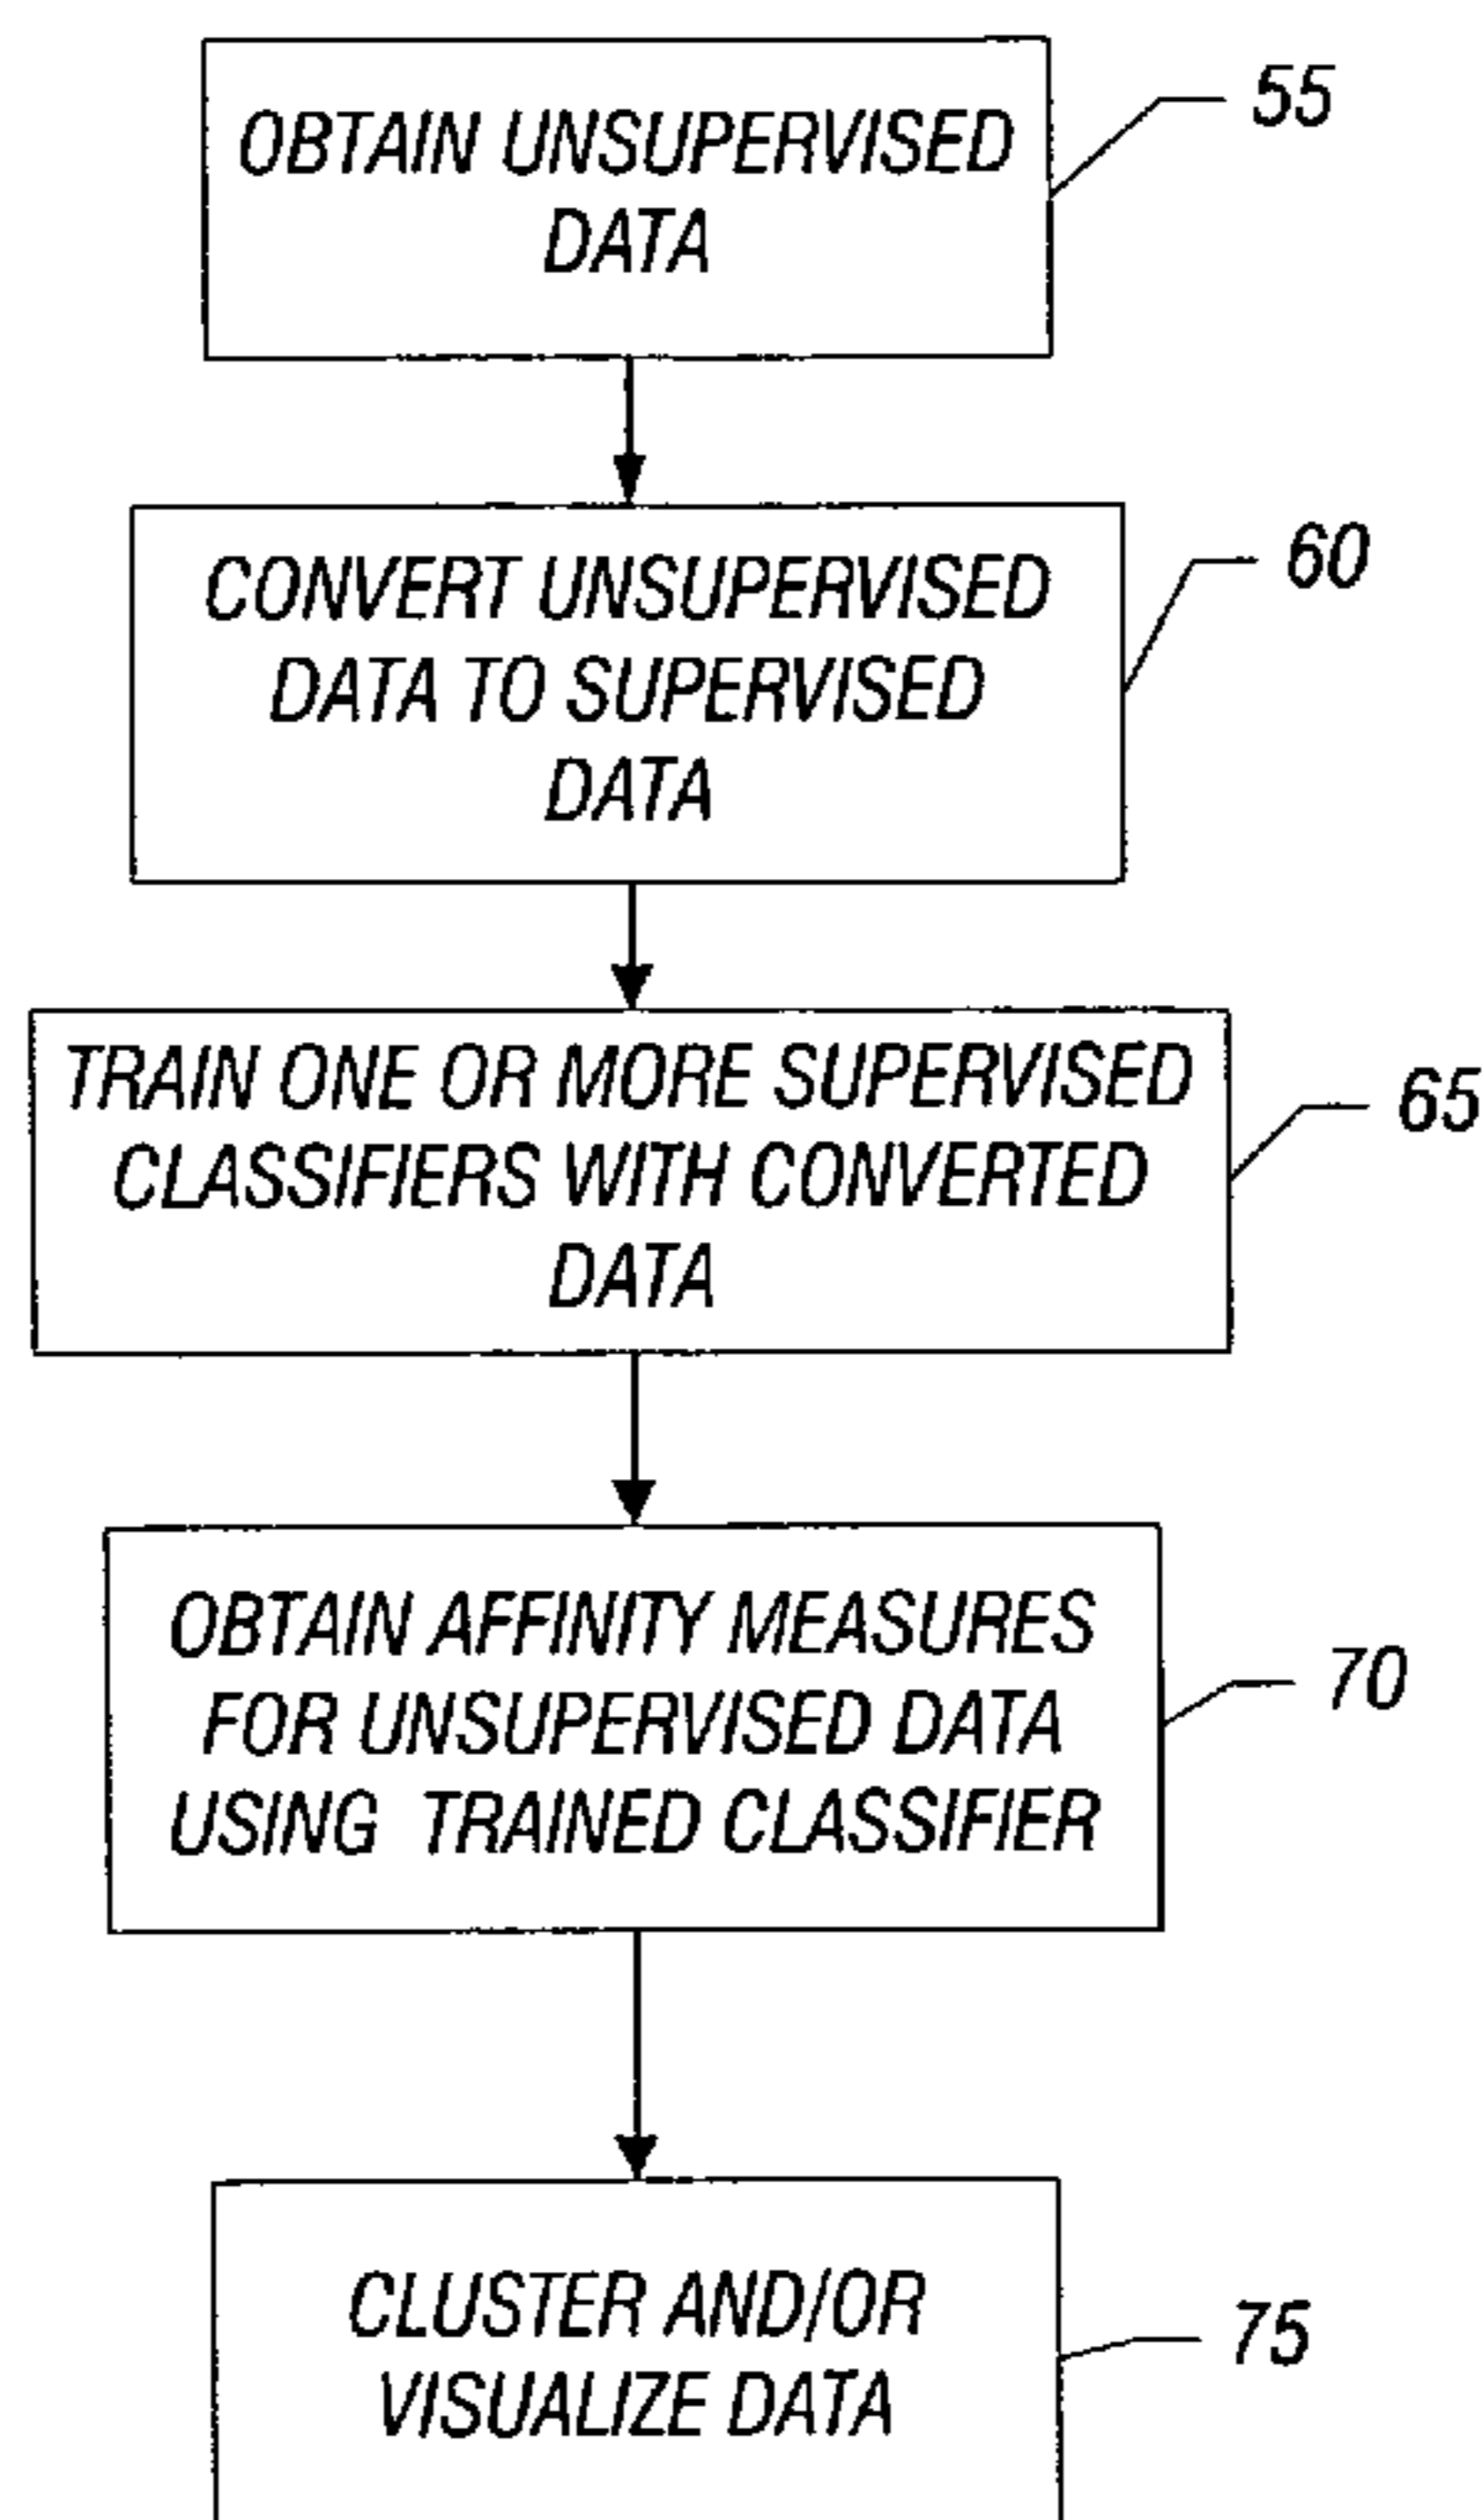 OBTAIN UNSUPERVISED
DATA
55
CONVERT UNSUPERVISED
DATA TO SUPERVISED
DATA
60
TRAIN ONE OR MORE SUPERVISED
CLASSIFIERS WITH CONVERTED
DATA
65
OBTAIN AFFINITY MEASURES
FOR UNSUPERVISED DATA
USING TRAINED CLASSIFIER
70
CLUSTER AND/OR
VISUALIZE DATA
75